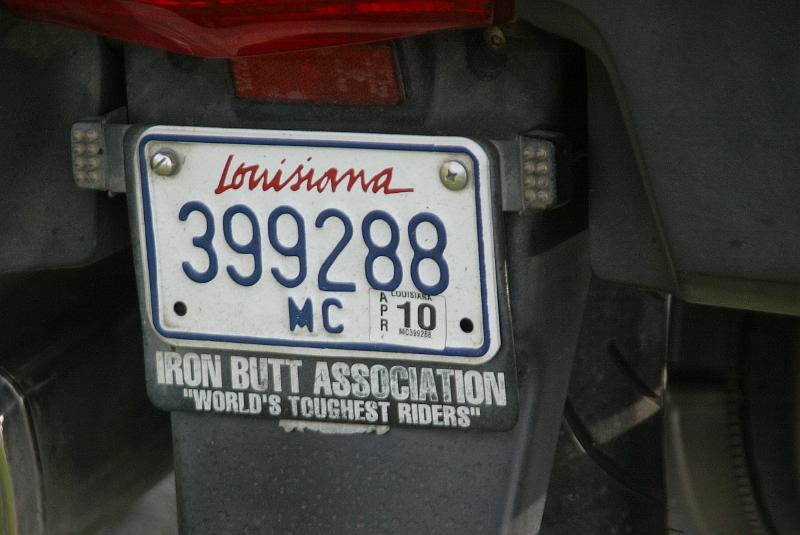 Louisiana
399288
MC
APR
LOUISIANA
10
MC399288
IRON BUTT ASSOCIATION
"WORLD'S TOUGHEST RIDERS"